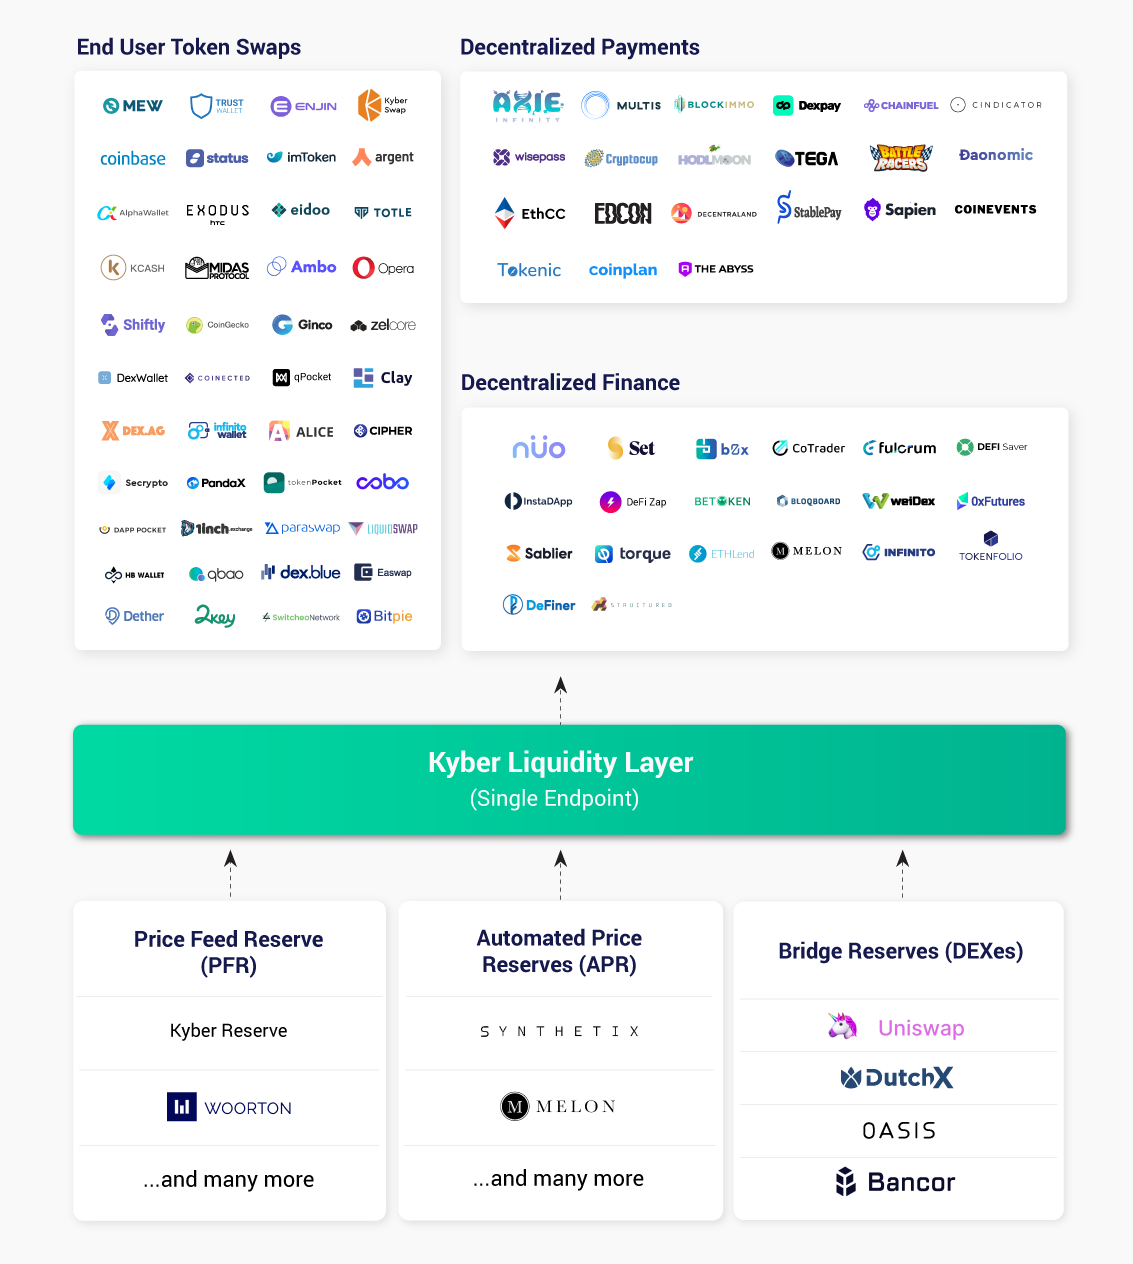 End User Token Swaps
MEW
TRUST
WALLET
ENJIN
Kyber
Swap
coinbase
status
imToken
argent
AlphaWallet
EXODUS
htc
eidoo
TOTLE
KCASH
MIDAS
PROTOCOL
Ambo
Opera
Shiftly
CoinGecko
Ginco
zelcore
DexWallet
COINECTED
qPocket
Clay
DEX.AG
infinito
wallet
ALICE
CIPHER
Secrypto
PandaX
tokenPocket
cobo
DAPP POCKET
1inch exchange
paraswap
LIQUIDSWAP
HB WALLET
qbao
dex.blue
Easwap
Dether
2key
SwitcheoNetwork
Bitpie
Decentralized Payments
AXIE
INFINITY
MULTIS
BLOCKIMMO
Dexpay
CHAINFUEL
CINDICATOR
wisepass
Cryptocup
HODLMOON
TEGA
BATTLE
RACERS
Đaonomic
EthCC
EDCON
DECENTRALAND
StablePay
Sapien
COINEVENTS
Tokenic
coinplan
THE ABYSS
Decentralized Finance
nüo
Set
b0x
CoTrader
fulcrum
DEFI Saver
InstaDApp
DeFi Zap
BETOKEN
BLOQBOARD
weiDex
0xFutures
Sablier
torque
ETHLend
M MELON
INFINITO
TOKENFOLIO
DeFiner
Kyber Liquidity Layer
(Single Endpoint)
Price Feed Reserve
(PFR)
Kyber Reserve
WOORTON
...and many more
Automated Price
Reserves (APR)
SYNTHETIX
M MELON
...and many more
Bridge Reserves (DEXes)
Uniswap
DutchX
OASIS
Bancor